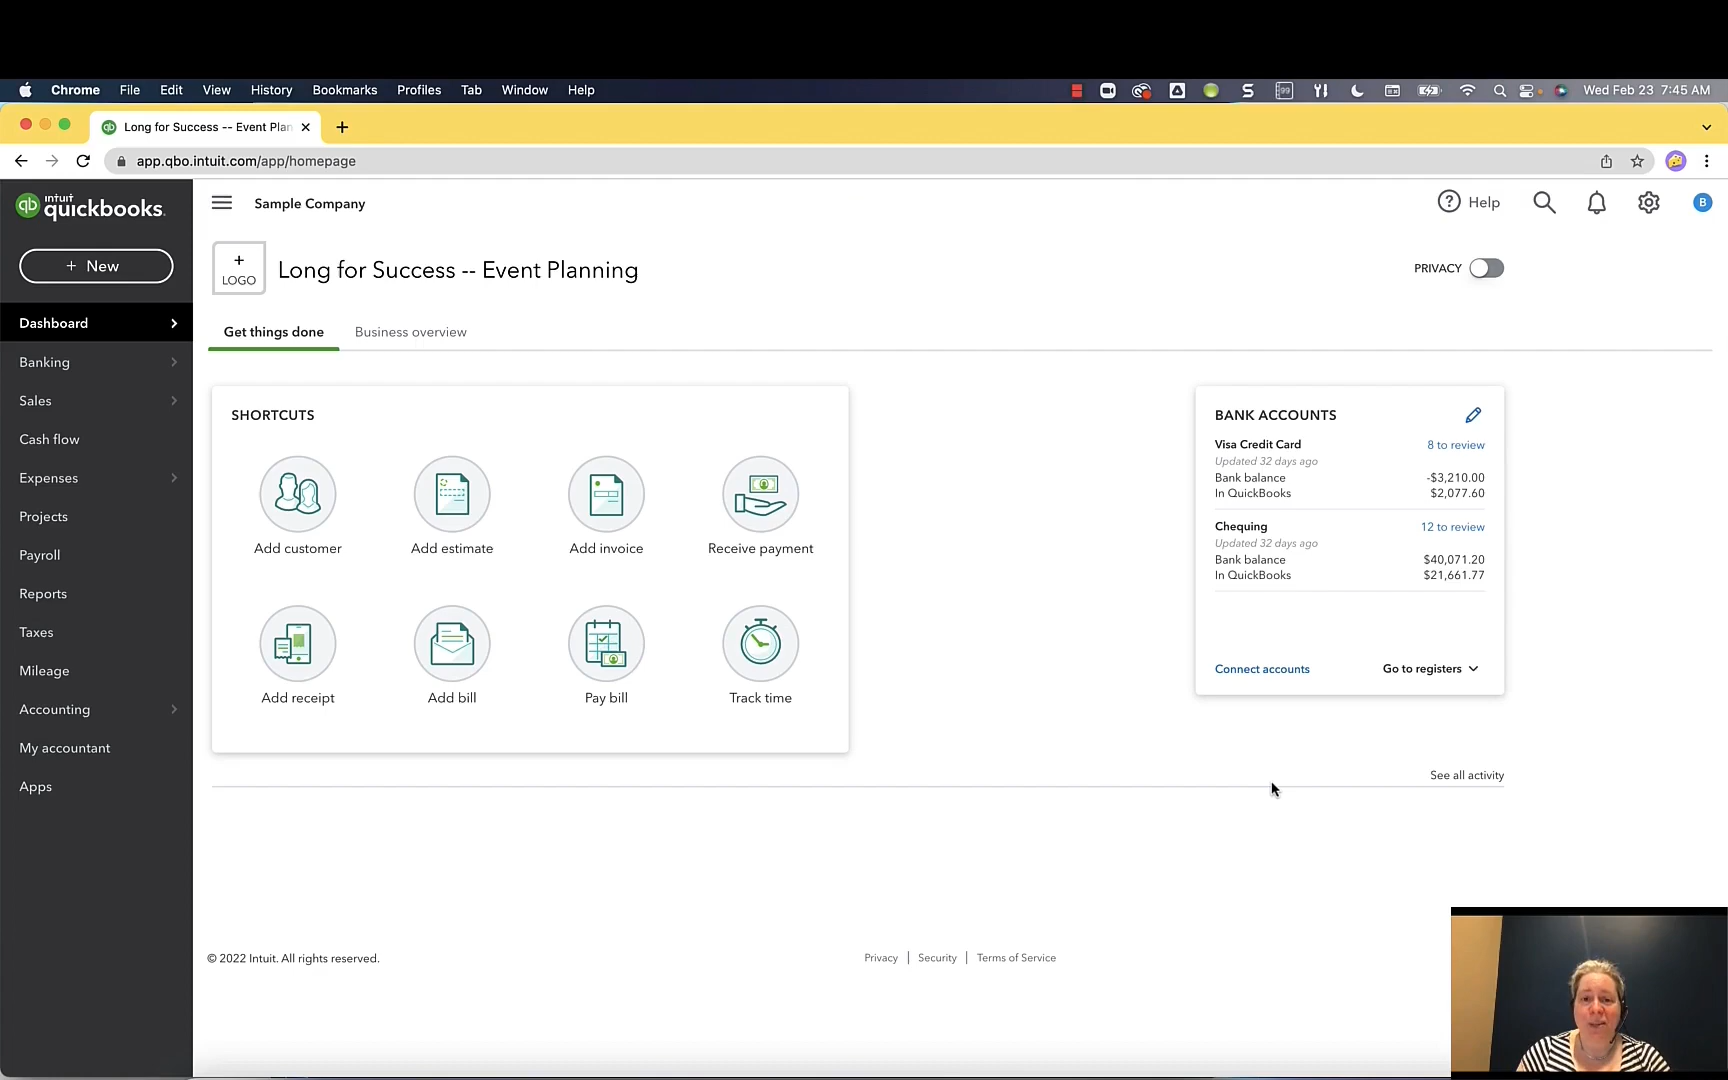 Chrome File Edit View History Bookmarks Profiles Tab Window Help Wed Feb 23 7:45 AM
Long for Success -- Event Plan
app.qbo.intuit.com/app/homepage
qb intuit quickbooks.
Sample Company
Help
B
+ New
+ LOGO
Long for Success -- Event Planning
PRIVACY
Dashboard
Banking
Sales
Cash flow
Expenses
Projects
Payroll
Reports
Taxes
Mileage
Accounting
My accountant
Apps
Get things done Business overview
SHORTCUTS
Add customer Add estimate Add invoice Receive payment
Add receipt Add bill Pay bill Track time
BANK ACCOUNTS
Visa Credit Card 8 to review
Updated 32 days ago
Bank balance -$3,210.00
In QuickBooks $2,077.60
Chequing 12 to review
Updated 32 days ago
Bank balance $40,071.20
In QuickBooks $21,661.77
Connect accounts Go to registers
See all activity
© 2022 Intuit. All rights reserved.
Privacy | Security | Terms of Service